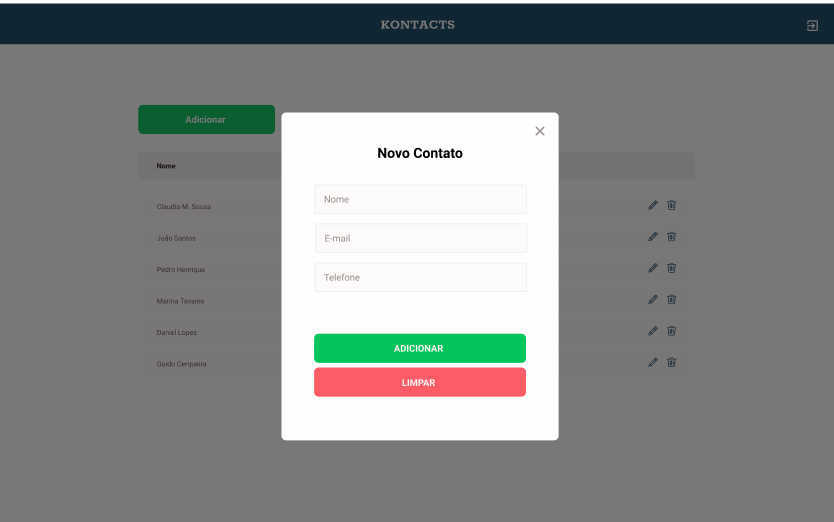 KONTACTS
Adicionar
Novo Contato
Nome
Nome
Claudia M. Sousa
E-mail
João Santos
Pedro Henrique
Telefone
Marina Tavares
Daniel Lopes
ADICIONAR
Guido Cerqueira
LIMPAR